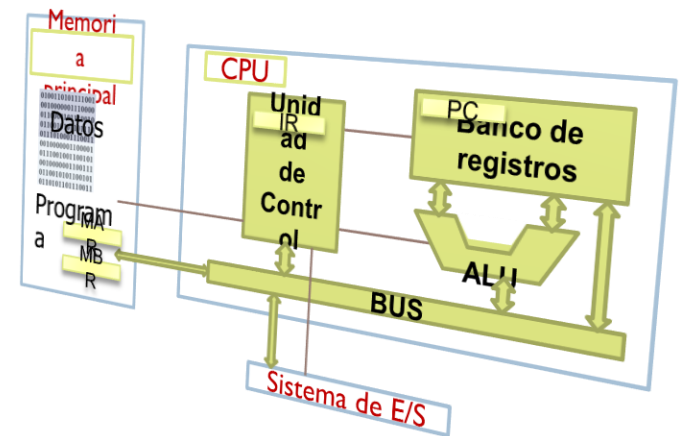 Memori
a
principal
0100110101111001
Datos
Program
a
MA
R
MB
R
CPU
Unid
IR
ad
de
Contr
ol
PC
Banco de
registros
ALU
BUS
Sistema de E/S